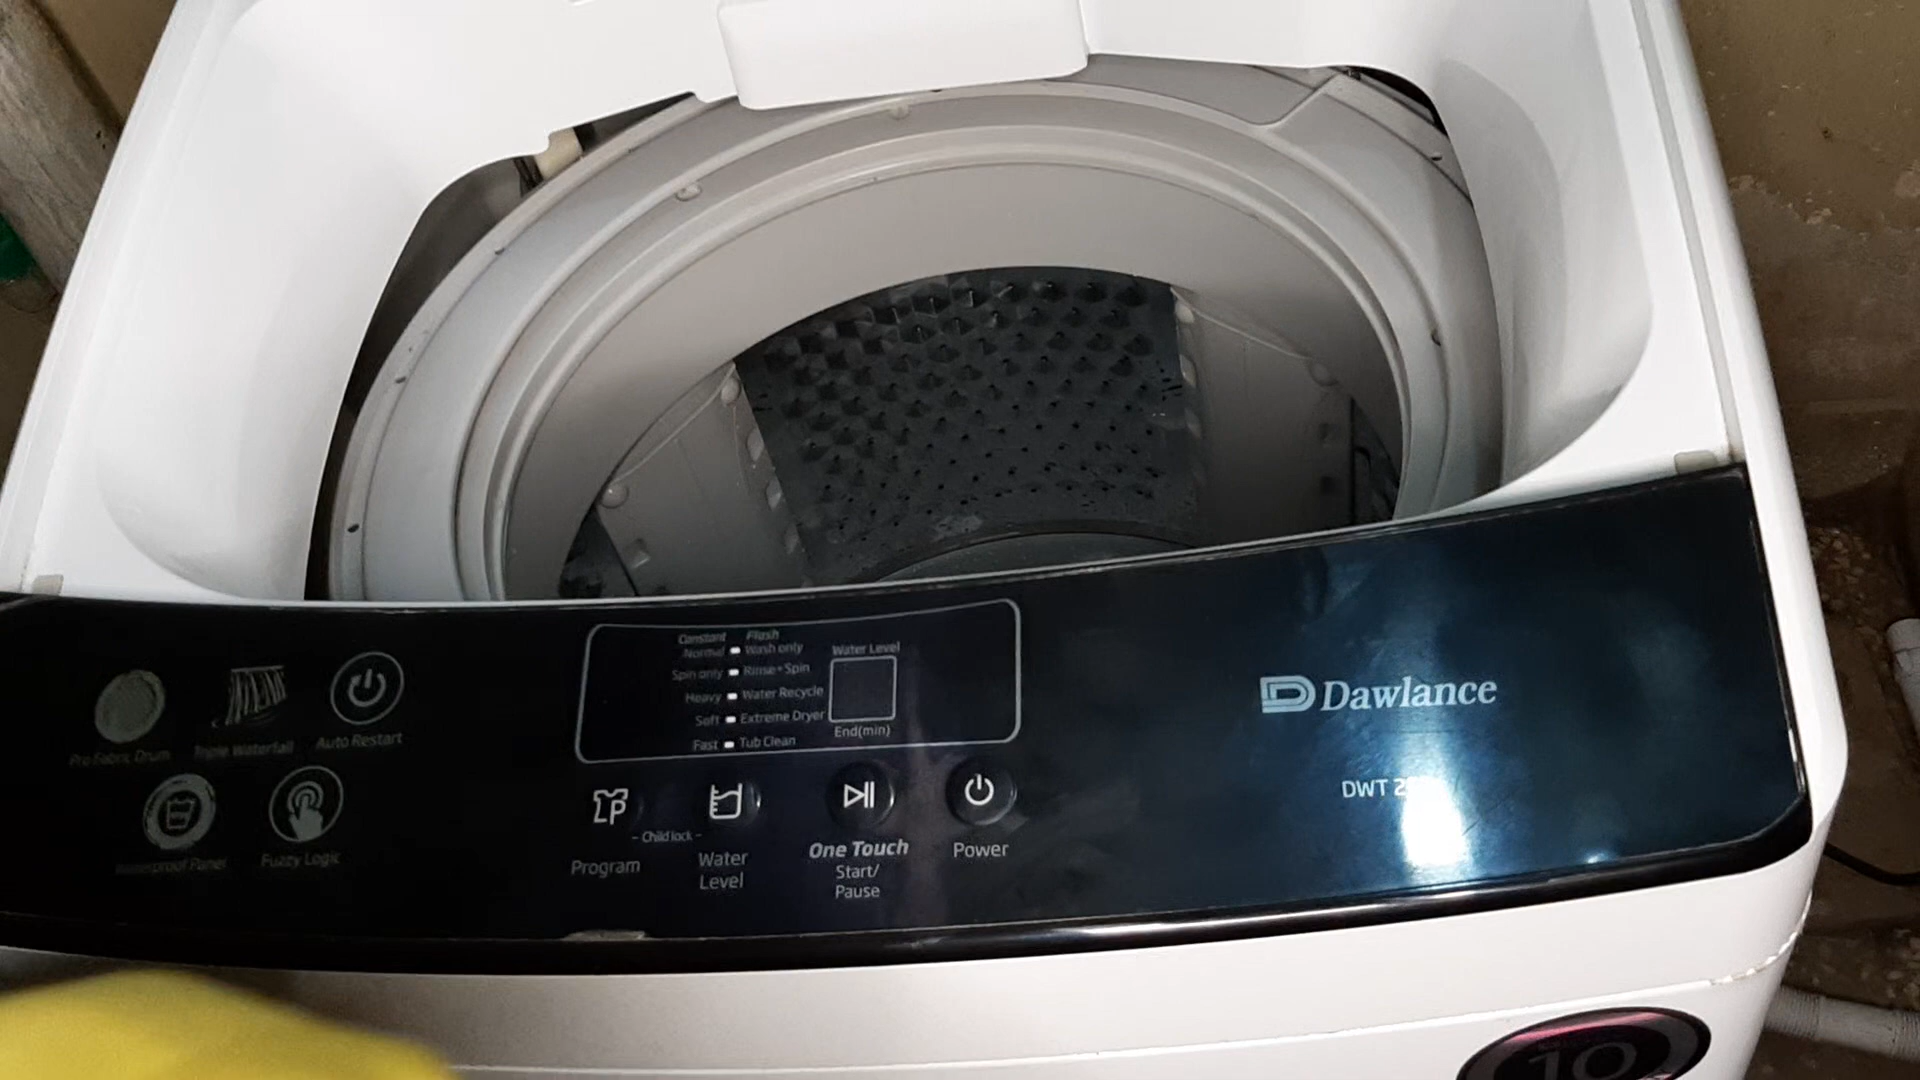 Constant Flash
Normal Wash only
Spin only Rinse+Spin
Heavy Water Recycle
Soft Extreme Dryer
Fast Tub Clean
Water Level
End(min)
Pro Fabric Drum
Triple Waterfall
Auto Restart
Waterproof Panel
Fuzzy Logic
P
- Child lock -
Program
Water
Level
One Touch
Start/
Pause
Power
Dawlance
DWT
10